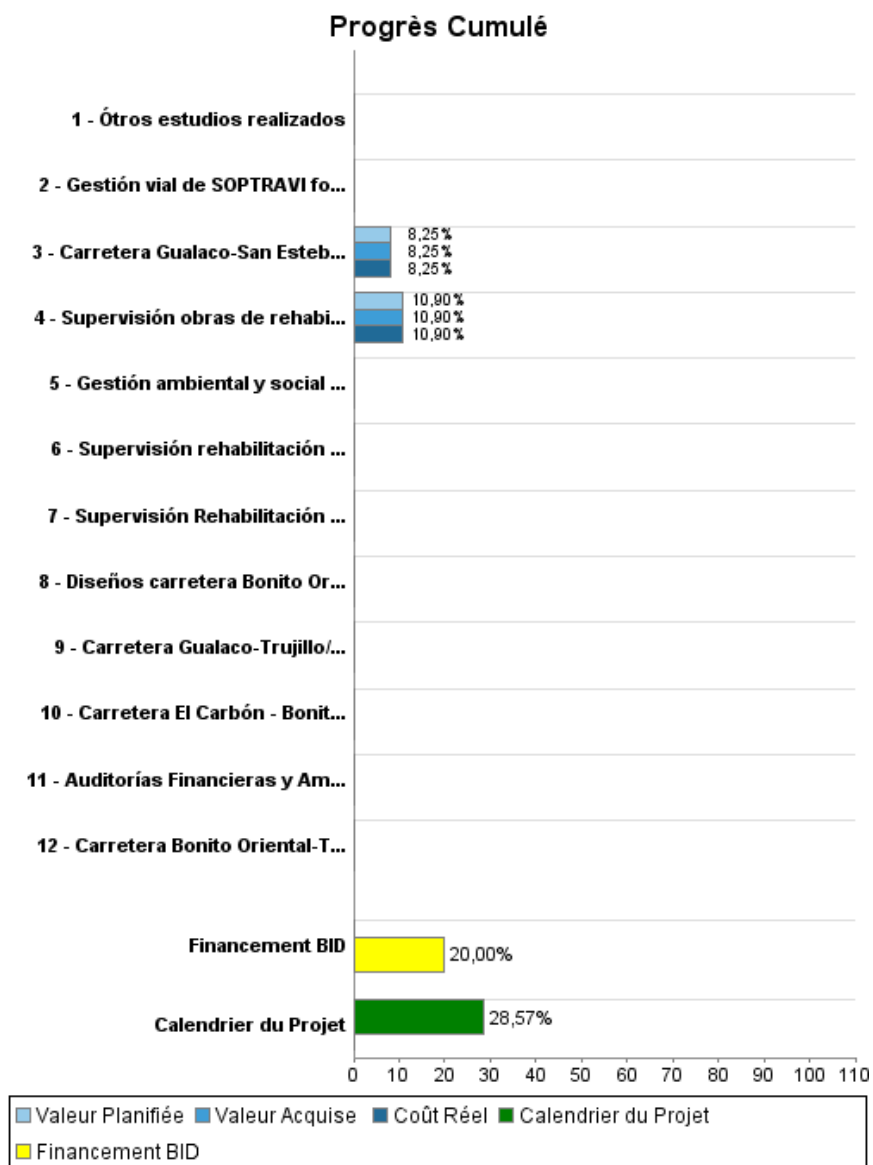 Progrès Cumulé
1 - Ótros estudios realizados
2 - Gestión vial de SOPTRAVI fo...
3 - Carretera Gualaco-San Esteb...
8,25%
8,25%
8,25%
4 - Supervisión obras de rehabi...
10,90%
10,90%
10,90%
5 - Gestión ambiental y social ...
6 - Supervisión rehabilitación ...
7 - Supervisión Rehabilitación ...
8 - Diseños carretera Bonito Or...
9 - Carretera Gualaco-Trujillo/...
10 - Carretera El Carbón - Bonit...
11 - Auditorías Financieras y Am...
12 - Carretera Bonito Oriental-T...
Financement BID
20,00%
Calendrier du Projet
28,57%
0 10 20 30 40 50 60 70 80 90 100 110
Valeur Planifiée Valeur Acquise Coût Réel Calendrier du Projet
Financement BID